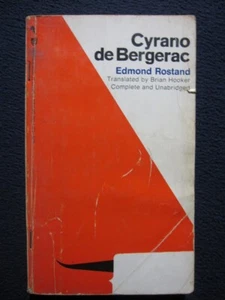 Cyrano
de Bergerac
Edmond Rostand
Translated by Brian Hooker
Complete and Unabridged